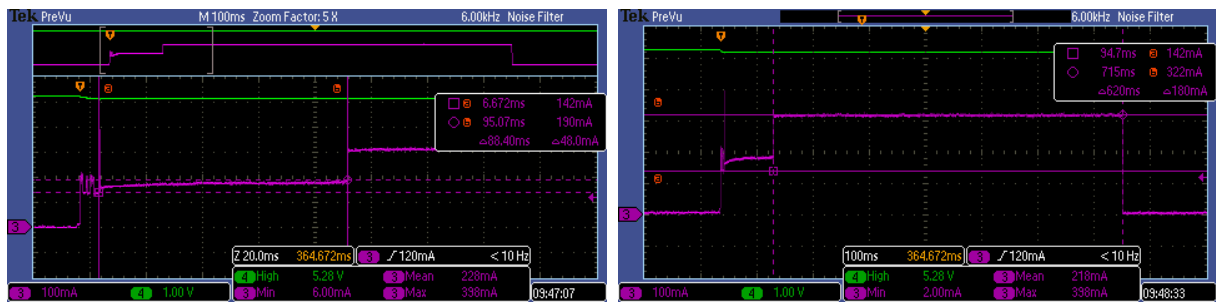 Tek PreVu M 100ms Zoom Factor: 5 X 6.00kHz Noise Filter
a b
a 6.672ms 142mA
b 95.07ms 190mA
△88.40ms △48.0mA
3
Z 20.0ms 364.672ms 3 120mA < 10 Hz
4 High 5.28 V 3 Mean 228mA
3 Min 6.00mA 3 Max 398mA
3 100mA 4 1.00 V 09:47:07
Tek PreVu 6.00kHz Noise Filter
94.7ms a 142mA
715ms b 322mA
△620ms △180mA
b
a
3
100ms 364.672ms 3 120mA < 10 Hz
4 High 5.28 V 3 Mean 218mA
3 Min 2.00mA 3 Max 398mA
3 100mA 4 1.00 V 09:48:33